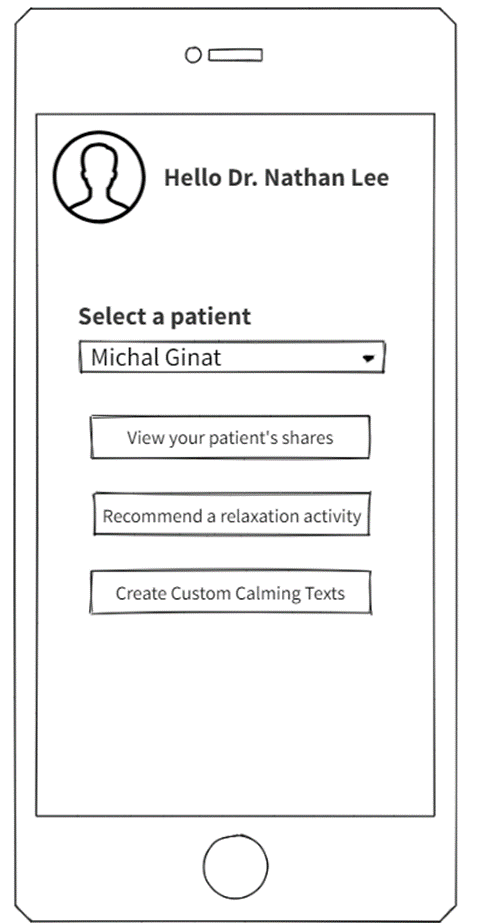 Hello Dr. Nathan Lee
Select a patient
Michal Ginat
View your patient's shares
Recommend a relaxation activity
Create Custom Calming Texts